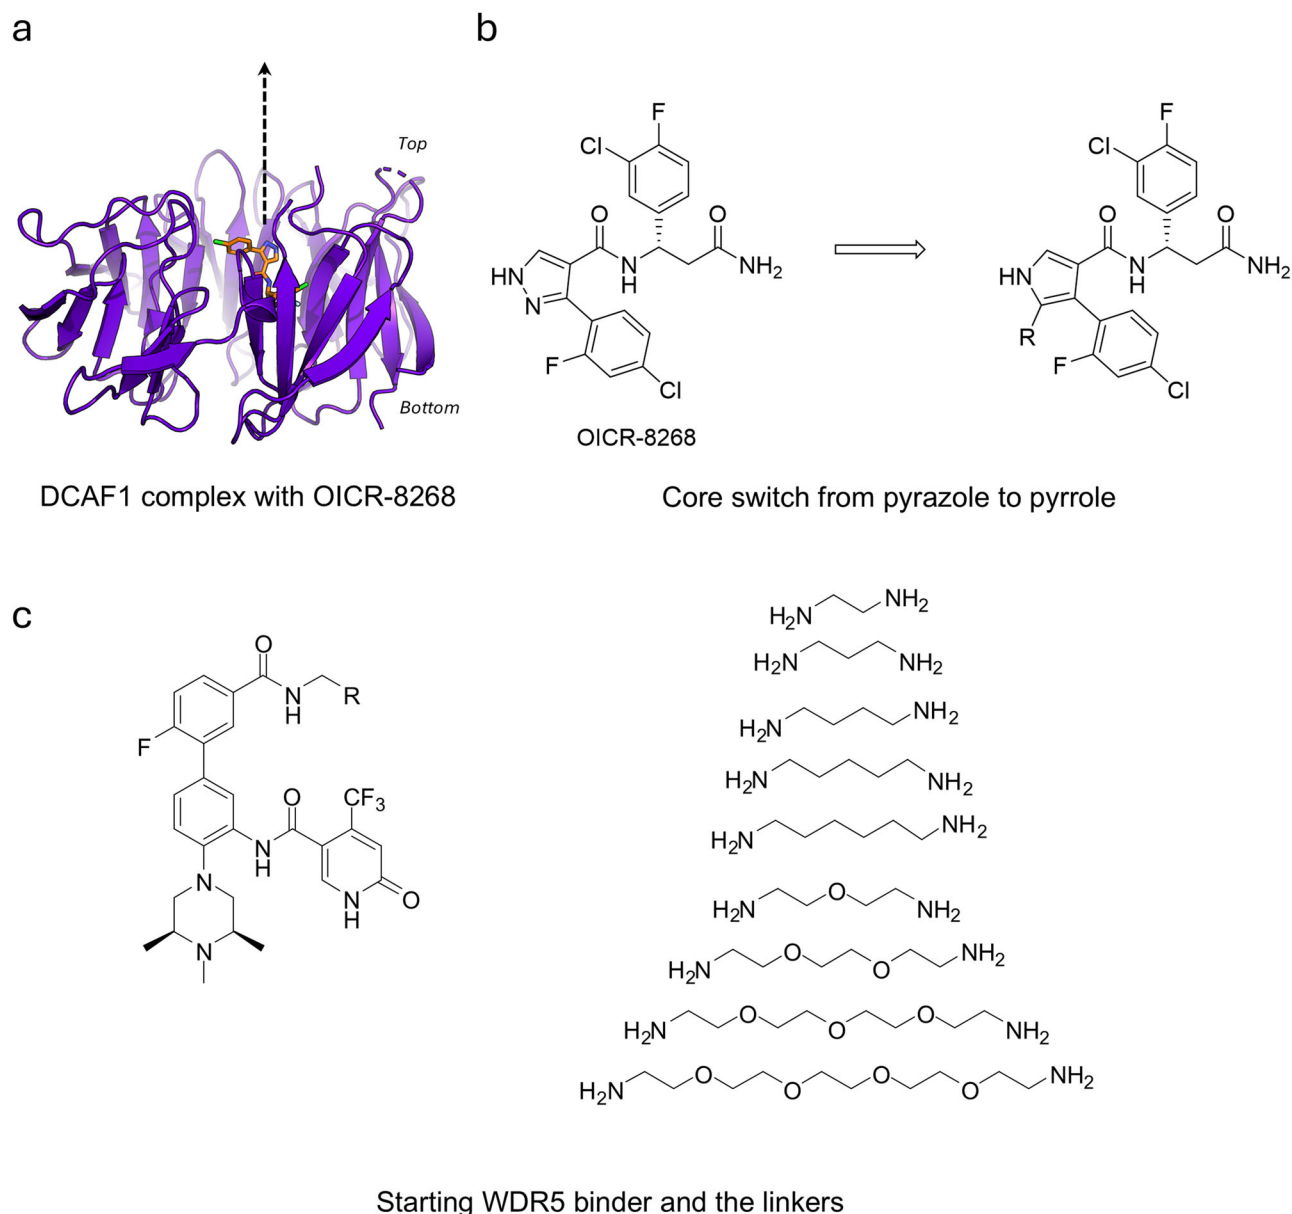 a
b
Top
Bottom
DCAF1 complex with OICR-8268
F
Cl
O
O
N
H
NH2
HN
N
F
Cl
OICR-8268
F
Cl
O
O
N
H
NH2
HN
R
F
Cl
Core switch from pyrazole to pyrrole
c
O
N
H
R
F
O
CF3
N
H
N
O
N
H
N
H2N NH2
H2N NH2
H2N NH2
H2N NH2
H2N NH2
H2N O NH2
H2N O O NH2
H2N O O O NH2
H2N O O O O NH2
Starting WDR5 binder and the linkers